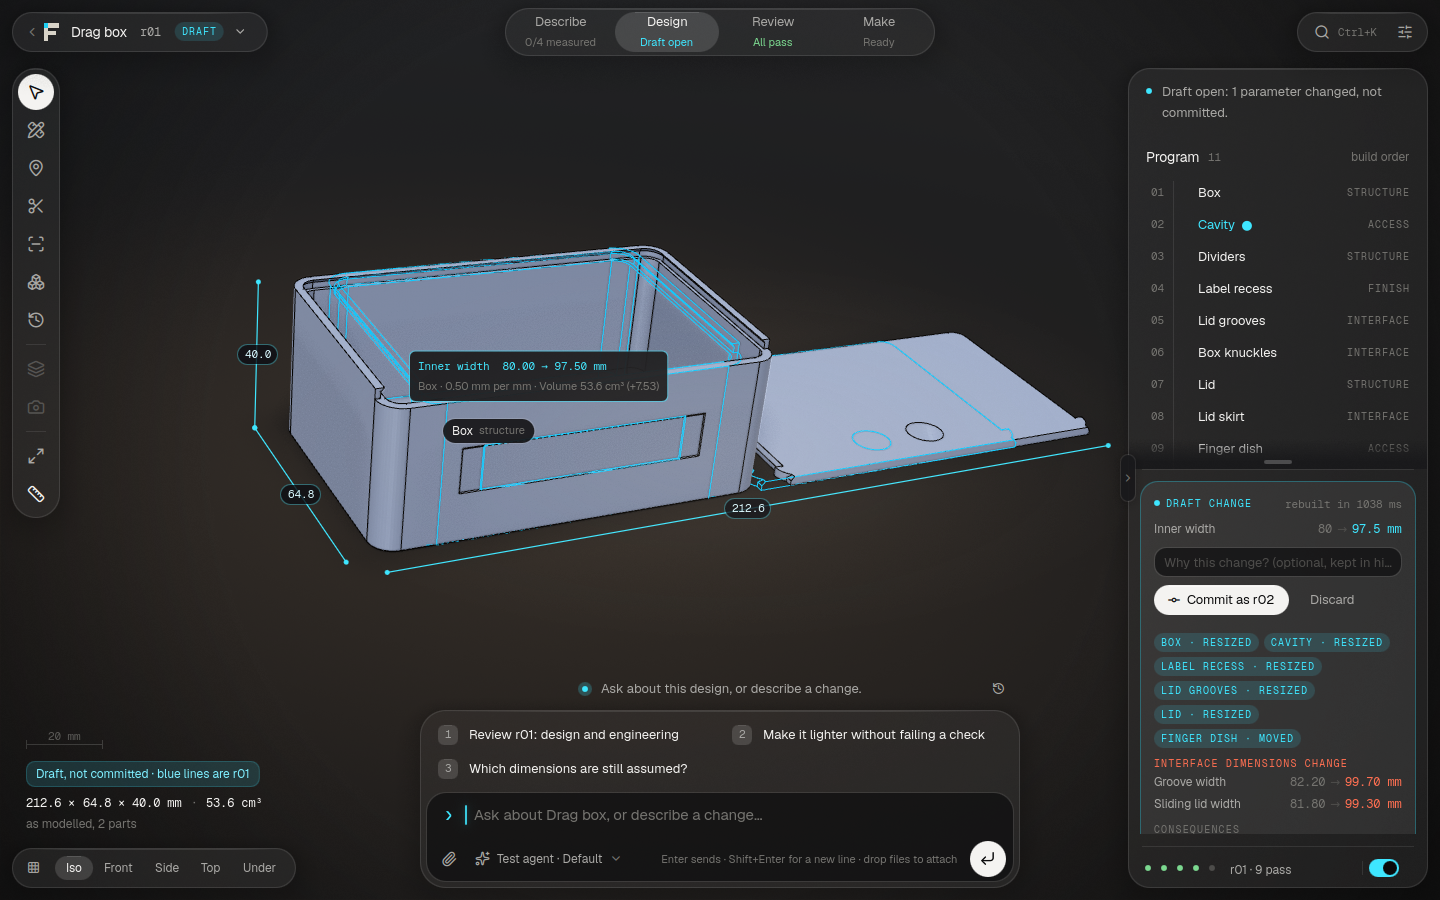 Drag box r01 DRAFT
Describe
0/4 measured
Design
Draft open
Review
All pass
Make
Ready
Ctrl+K
Draft open: 1 parameter changed, not
committed.
Program 11 build order
01 Box STRUCTURE
02 Cavity ACCESS
03 Dividers STRUCTURE
04 Label recess FINISH
05 Lid grooves INTERFACE
06 Box knuckles INTERFACE
07 Lid STRUCTURE
08 Lid skirt INTERFACE
09 Finger dish ACCESS
40.0
64.8
212.6
Inner width 80.00 → 97.50 mm
Box · 0.50 mm per mm · Volume 53.6 cm³ (+7.53)
Box structure
DRAFT CHANGE rebuilt in 1038 ms
Inner width 80 → 97.5 mm
Why this change? (optional, kept in hi…
Commit as r02 Discard
BOX · RESIZED CAVITY · RESIZED
LABEL RECESS · RESIZED
LID GROOVES · RESIZED
LID · RESIZED
FINGER DISH · MOVED
INTERFACE DIMENSIONS CHANGE
Groove width 82.20 → 99.70 mm
Sliding lid width 81.80 → 99.30 mm
CONSEQUENCES
r01 · 9 pass
Ask about this design, or describe a change.
1 Review r01: design and engineering
2 Make it lighter without failing a check
3 Which dimensions are still assumed?
Ask about Drag box, or describe a change…
Test agent · Default
Enter sends · Shift+Enter for a new line · drop files to attach
20 mm
Draft, not committed · blue lines are r01
212.6 × 64.8 × 40.0 mm · 53.6 cm³
as modelled, 2 parts
Iso Front Side Top Under